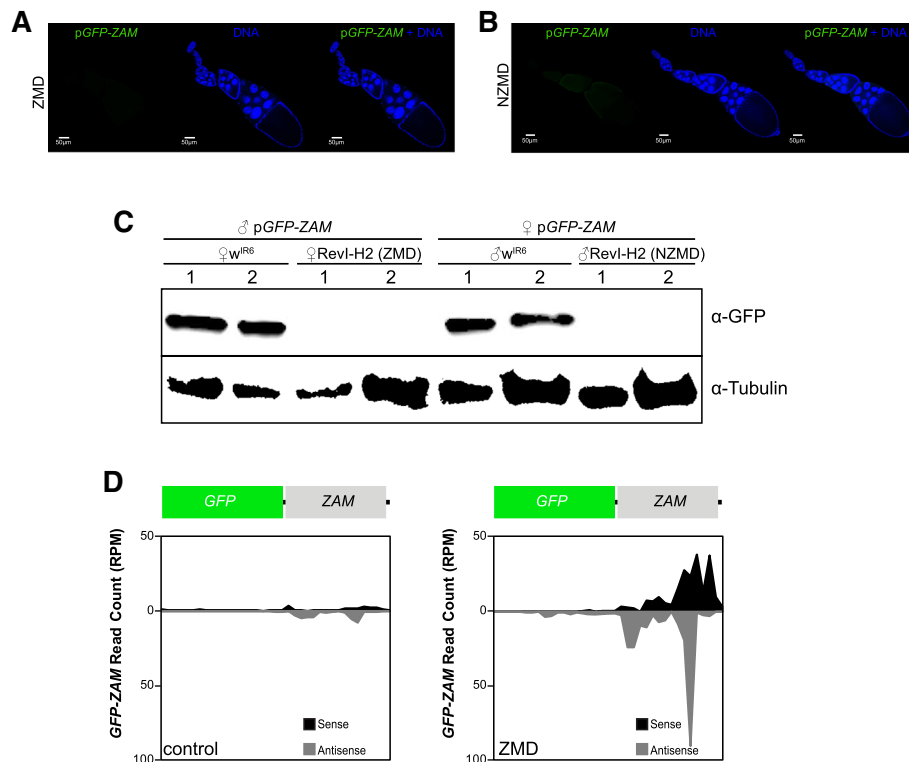 A
B
pGFP-ZAM
DNA
pGFP-ZAM + DNA
ZMD
50µm
50µm
50µm
pGFP-ZAM
DNA
pGFP-ZAM + DNA
NZMD
50µm
50µm
50µm
C
♂ pGFP-ZAM
♀ pGFP-ZAM
♀wIR6
♀RevI-H2 (ZMD)
♂wIR6
♂RevI-H2 (NZMD)
1 2 1 2 1 2 1 2
α-GFP
α-Tubulin
D
GFP
ZAM
GFP
ZAM
GFP-ZAM Read Count (RPM)
50
0
50
100
Sense
Antisense
control
GFP-ZAM Read Count (RPM)
50
0
50
100
Sense
Antisense
ZMD